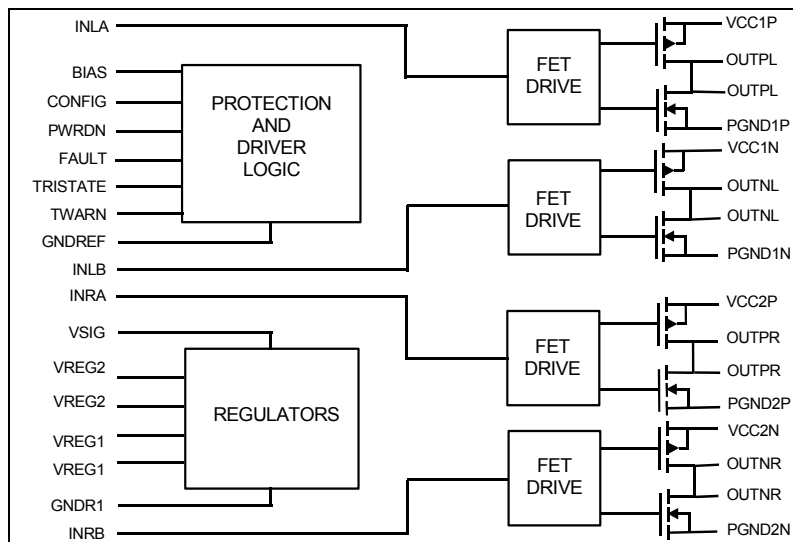 INLA
BIAS
CONFIG
PWRDN
FAULT
TRISTATE
TWARN
GNDREF
INLB
INRA
VSIG
VREG2
VREG2
VREG1
VREG1
GNDR1
INRB
PROTECTION
AND
DRIVER
LOGIC
REGULATORS
FET
DRIVE
FET
DRIVE
FET
DRIVE
FET
DRIVE
VCC1P
OUTPL
OUTPL
PGND1P
VCC1N
OUTNL
OUTNL
PGND1N
VCC2P
OUTPR
OUTPR
PGND2P
VCC2N
OUTNR
OUTNR
PGND2N